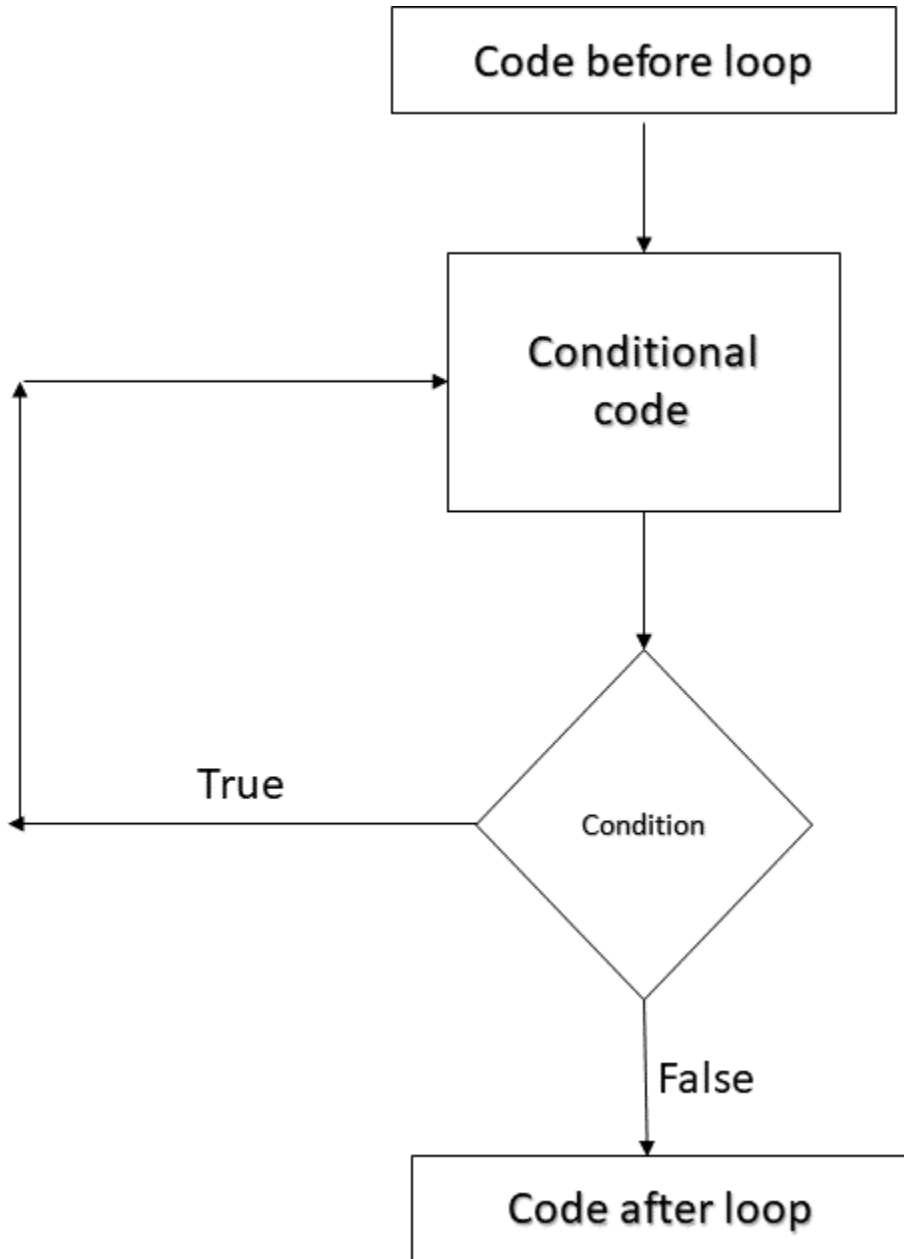 Code before loop
Conditional
code
True
Condition
False
Code after loop